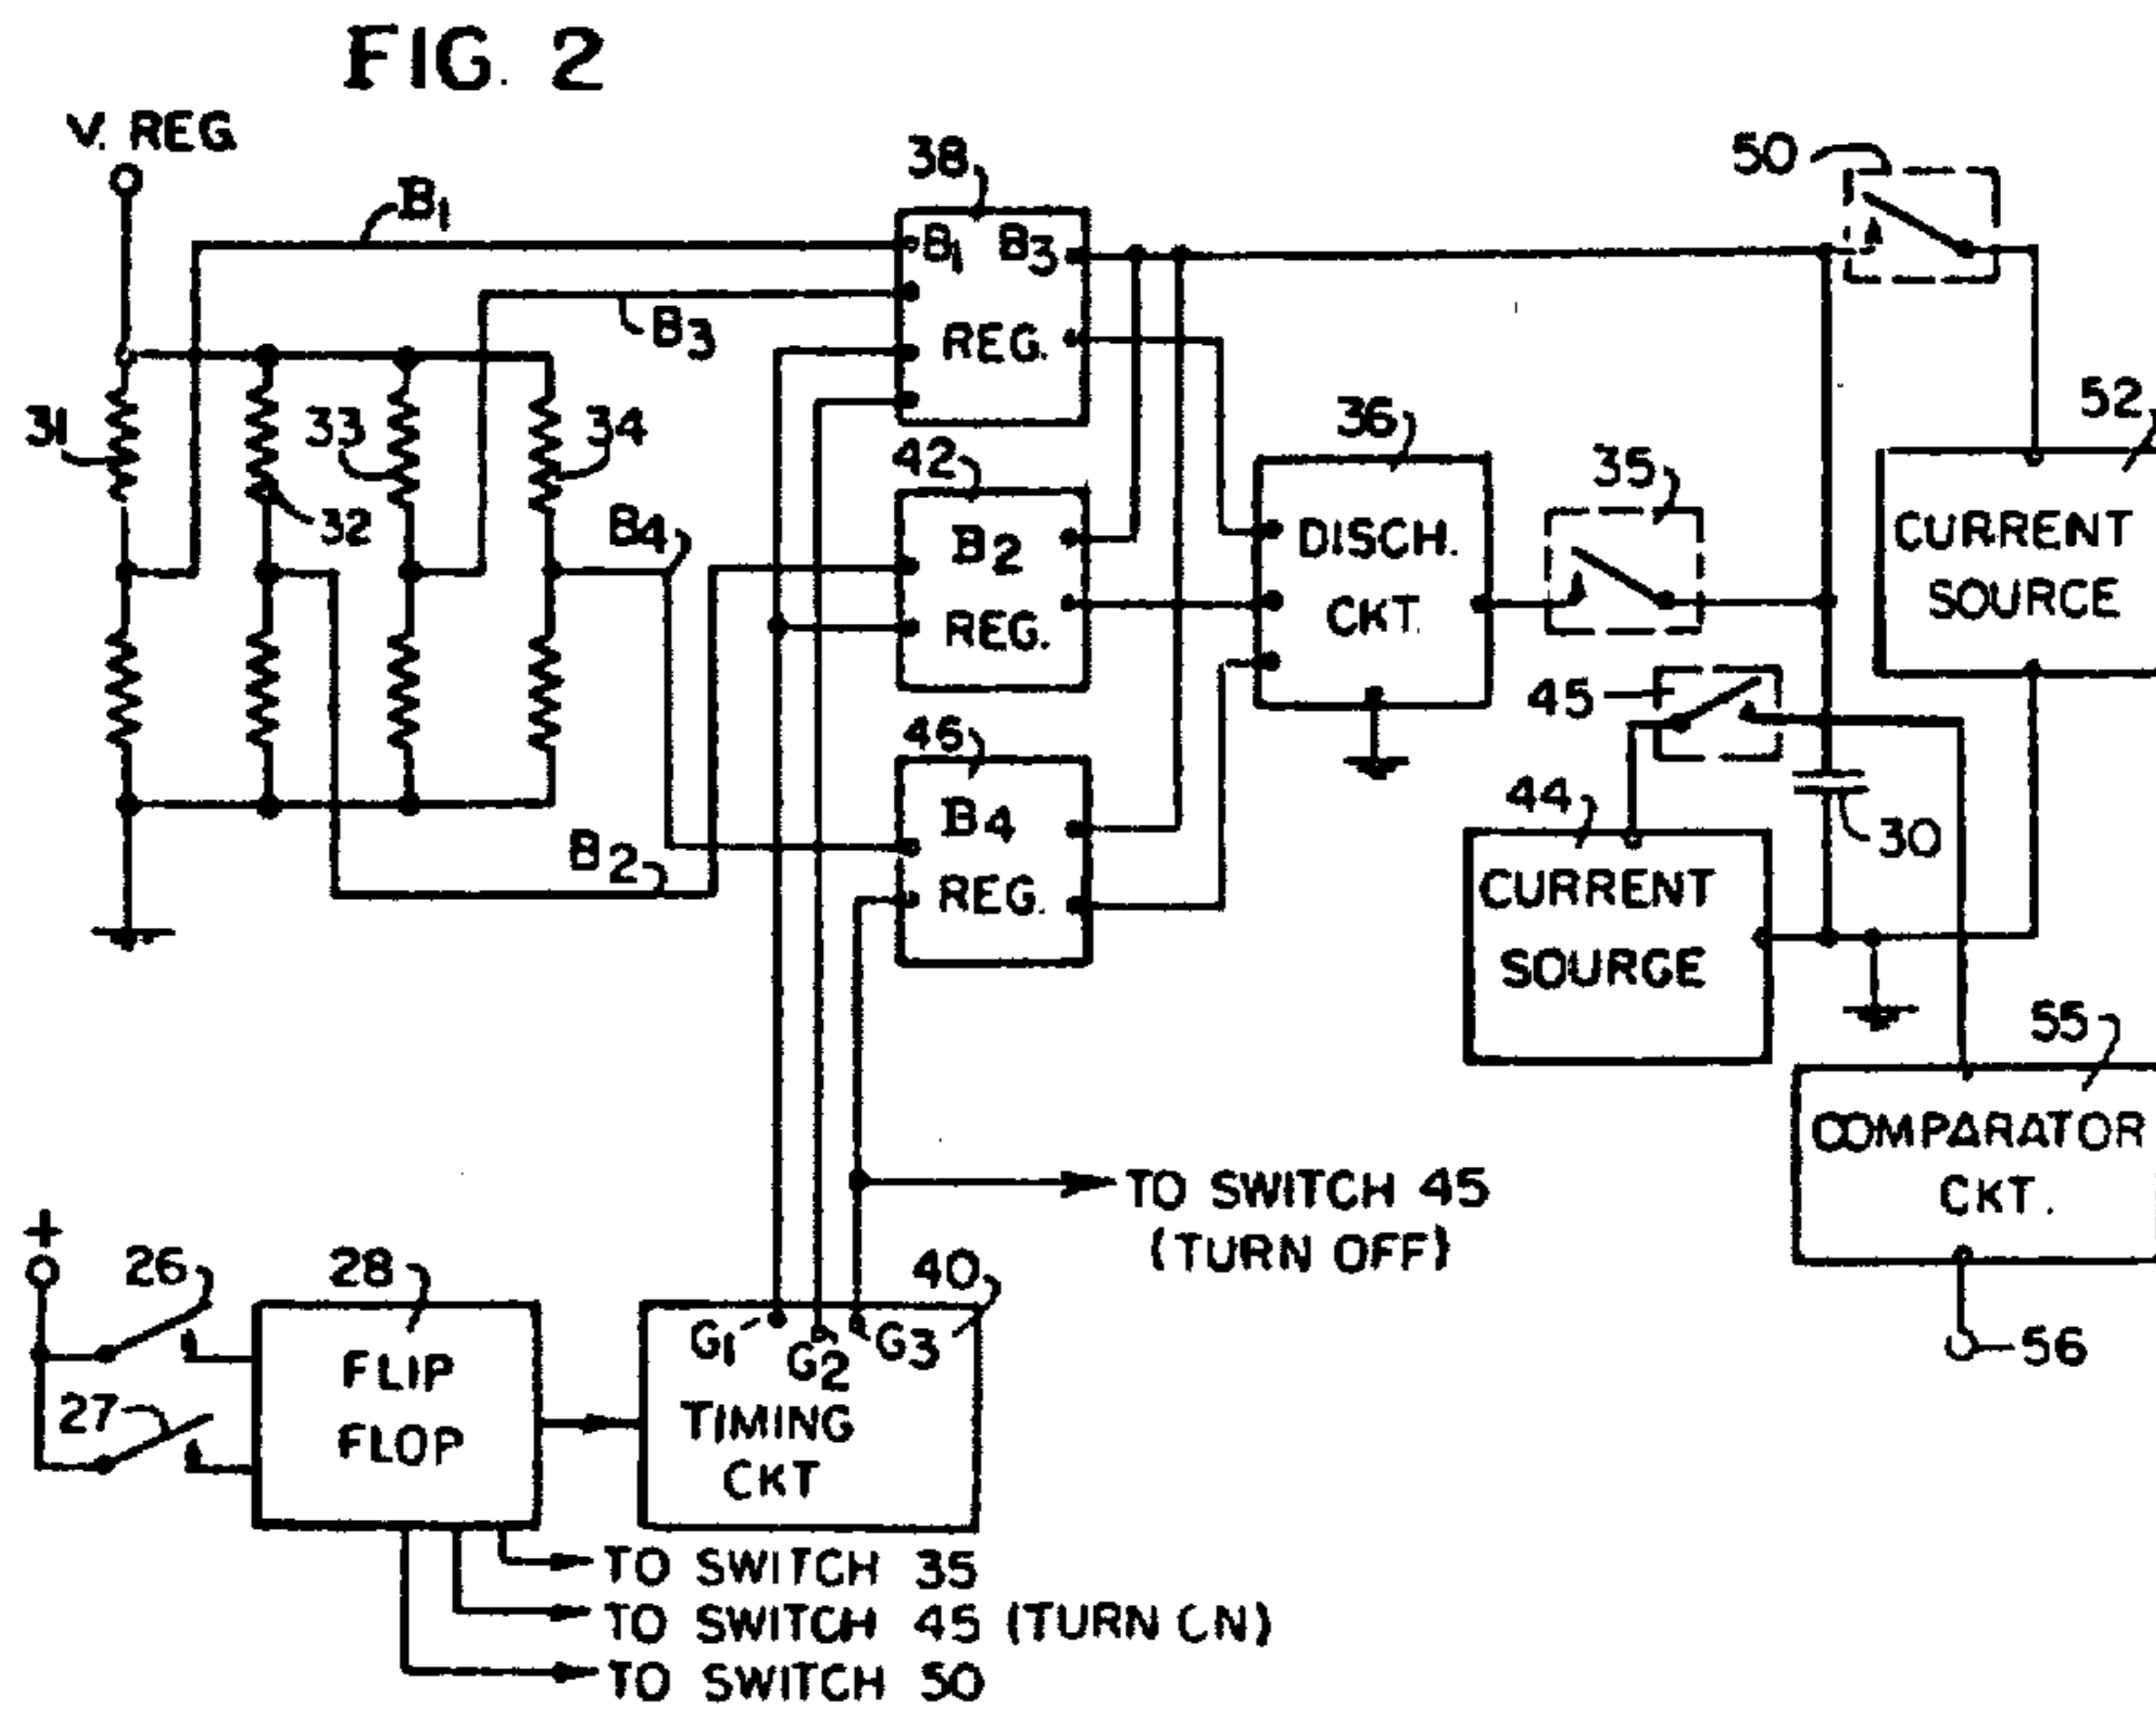 FIG. 2
V. REG.
B1
38
50
B1 B3
REG.
B3
31
33
34
32
B4
42
B2
REG.
36
DISCH.
CKT.
35
52
CURRENT
SOURCE
45
46
B4
REG.
B2
44
CURRENT
SOURGE
30
55
COMPARATOR
CKT.
56
TO SWITCH 45
(TURN OFF)
+
26
27
28
FLIP
FLOP
40
G1
G2
G3
TIMING
CKT
TO SWITCH 35
TO SWITCH 45 (TURN ON)
TO SWITCH 50